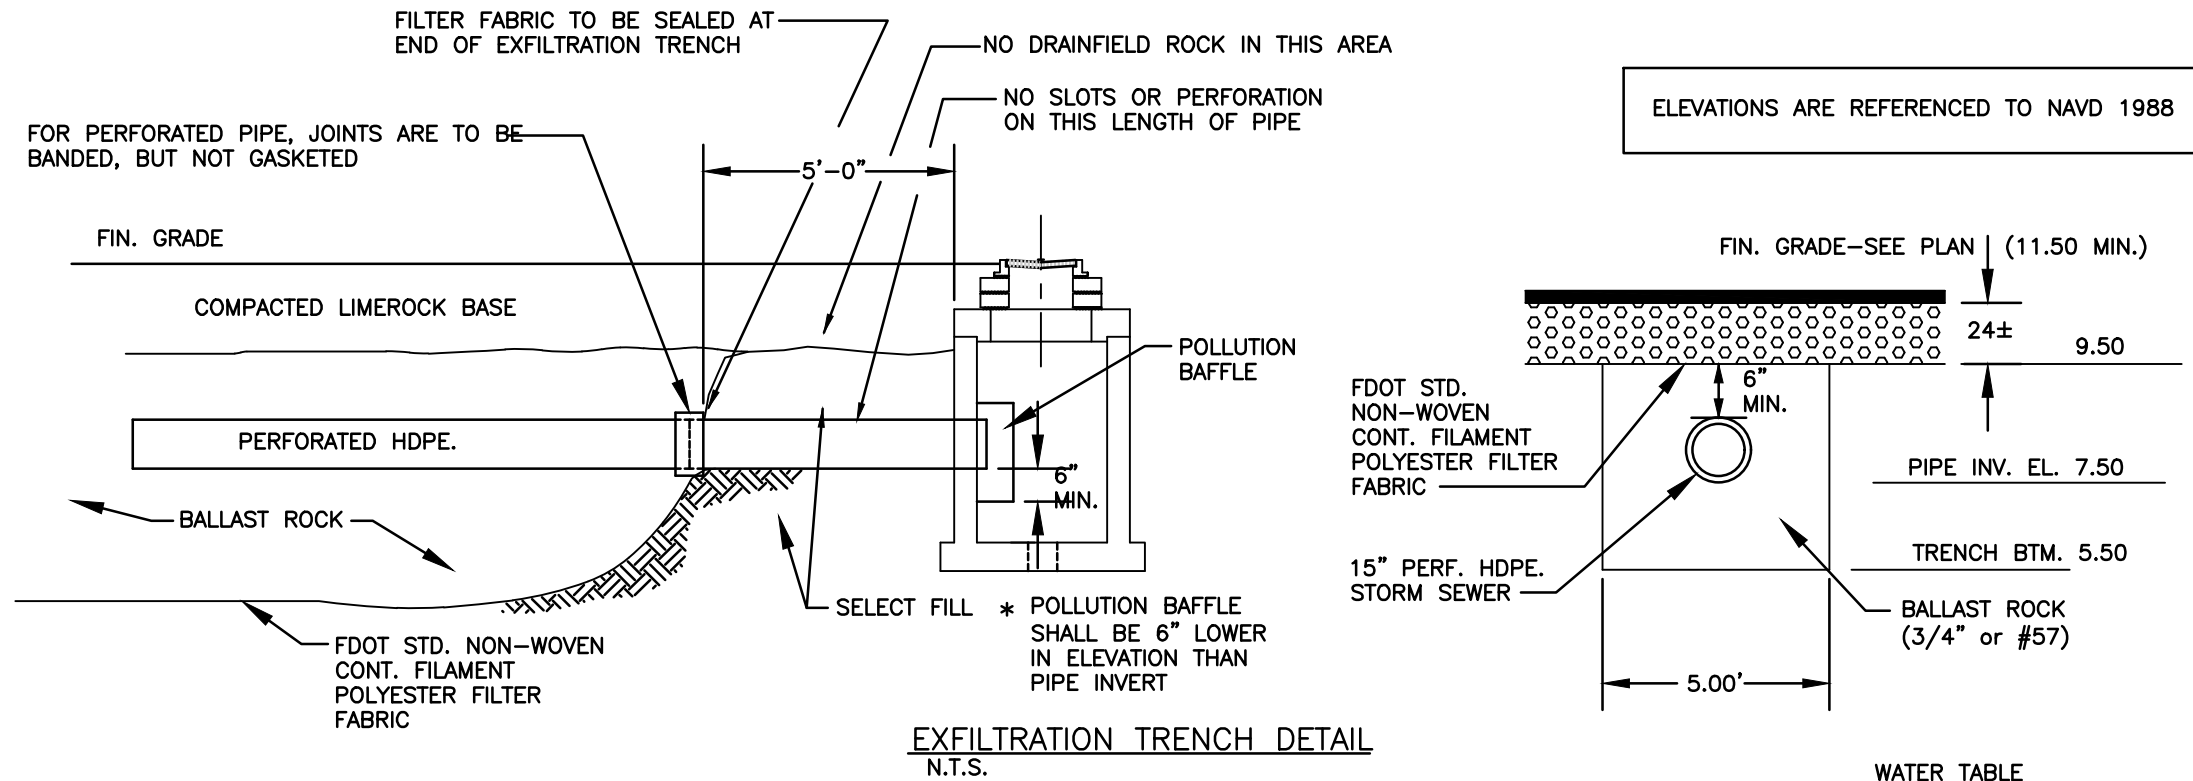 FILTER FABRIC TO BE SEALED AT
END OF EXFILTRATION TRENCH
NO DRAINFIELD ROCK IN THIS AREA
NO SLOTS OR PERFORATION
ON THIS LENGTH OF PIPE
FOR PERFORATED PIPE, JOINTS ARE TO BE
BANDED, BUT NOT GASKETED
5'-0"
FIN. GRADE
COMPACTED LIMEROCK BASE
POLLUTION
BAFFLE
PERFORATED HDPE.
6"
MIN.
BALLAST ROCK
SELECT FILL
* POLLUTION BAFFLE
SHALL BE 6" LOWER
IN ELEVATION THAN
PIPE INVERT
FDOT STD. NON-WOVEN
CONT. FILAMENT
POLYESTER FILTER
FABRIC
EXFILTRATION TRENCH DETAIL
N.T.S.
ELEVATIONS ARE REFERENCED TO NAVD 1988
FIN. GRADE-SEE PLAN (11.50 MIN.)
24±
9.50
6"
MIN.
FDOT STD.
NON-WOVEN
CONT. FILAMENT
POLYESTER FILTER
FABRIC
PIPE INV. EL. 7.50
TRENCH BTM. 5.50
15" PERF. HDPE.
STORM SEWER
BALLAST ROCK
(3/4" or #57)
5.00'
WATER TABLE